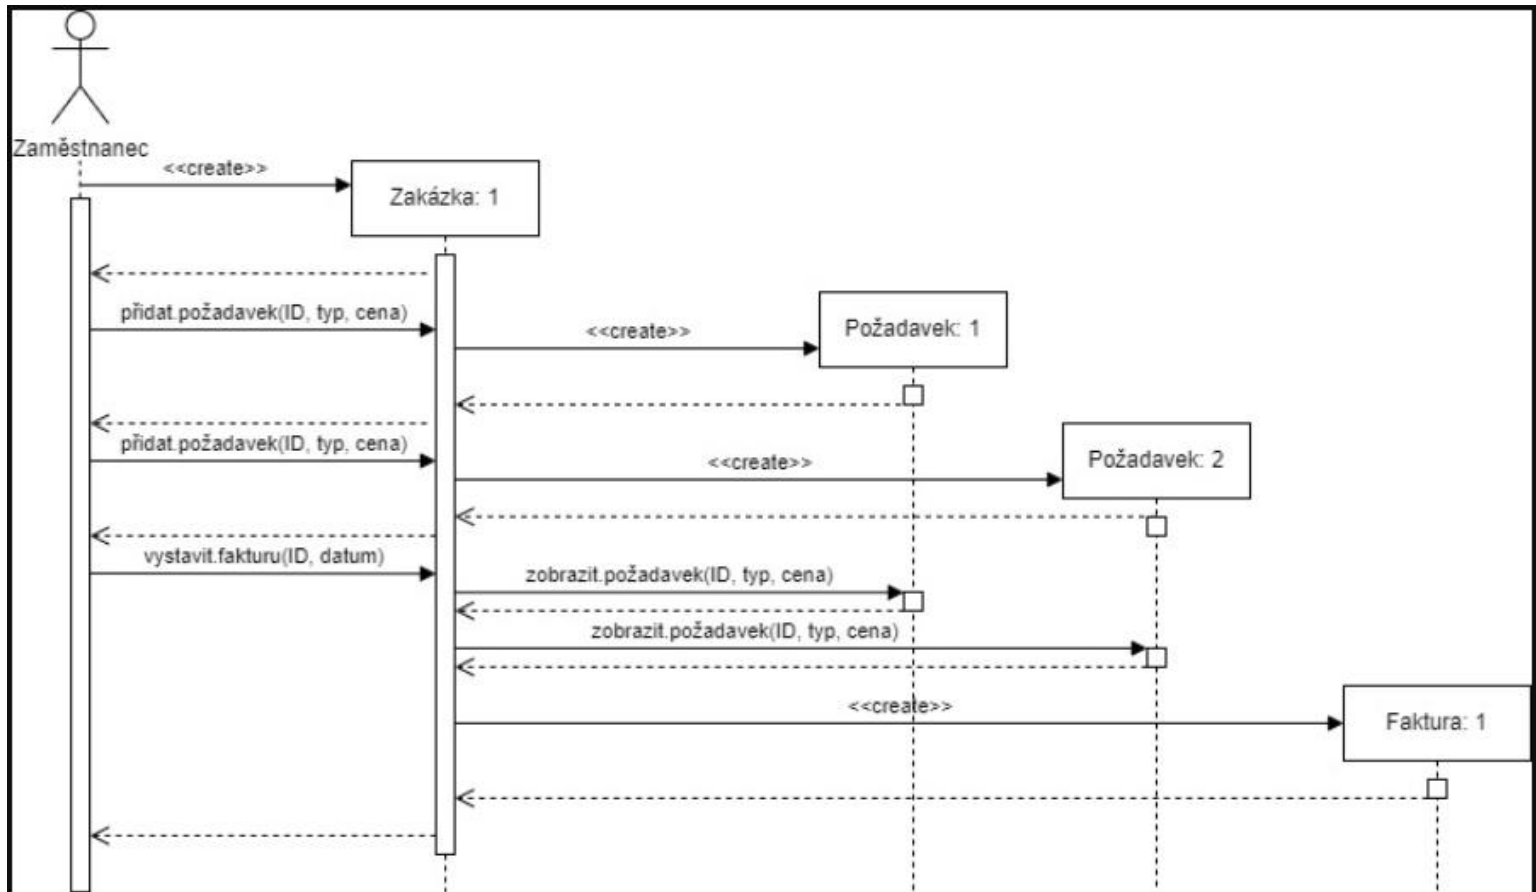 Zaměstnanec
<<create>>
Zakázka: 1
přidat.požadavek(ID, typ, cena)
<<create>>
Požadavek: 1
přidat.požadavek(ID, typ, cena)
<<create>>
Požadavek: 2
vystavit.fakturu(ID, datum)
zobrazit.požadavek(ID, typ, cena)
zobrazit.požadavek(ID, typ, cena)
<<create>>
Faktura: 1